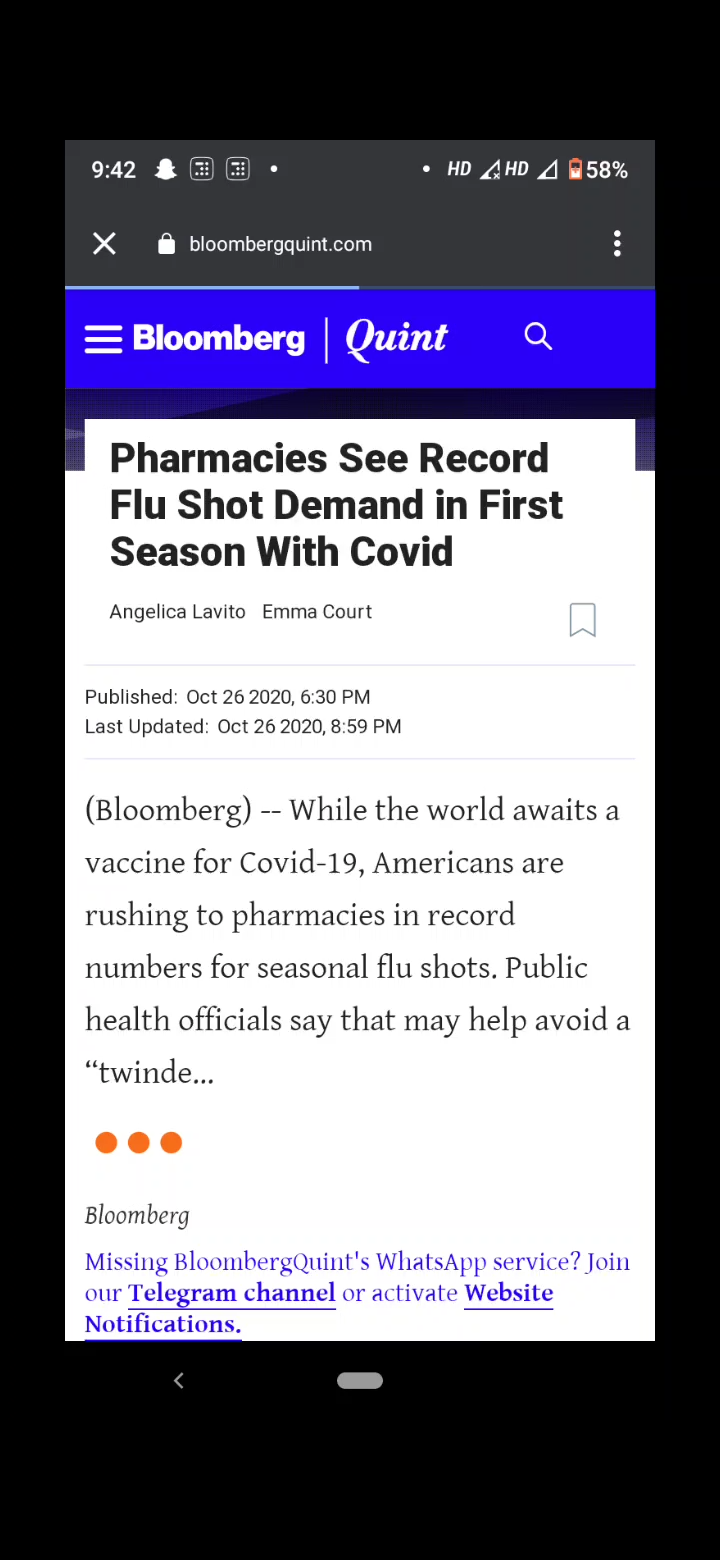 9:42 HD HD 58%
bloombergquint.com
Bloomberg | Quint
Pharmacies See Record
Flu Shot Demand in First
Season With Covid
Angelica Lavito Emma Court
Published: Oct 26 2020, 6:30 PM
Last Updated: Oct 26 2020, 8:59 PM
(Bloomberg) -- While the world awaits a
vaccine for Covid-19, Americans are
rushing to pharmacies in record
numbers for seasonal flu shots. Public
health officials say that may help avoid a
“twinde...
Bloomberg
Missing BloombergQuint's WhatsApp service? Join
our Telegram channel or activate Website
Notifications.